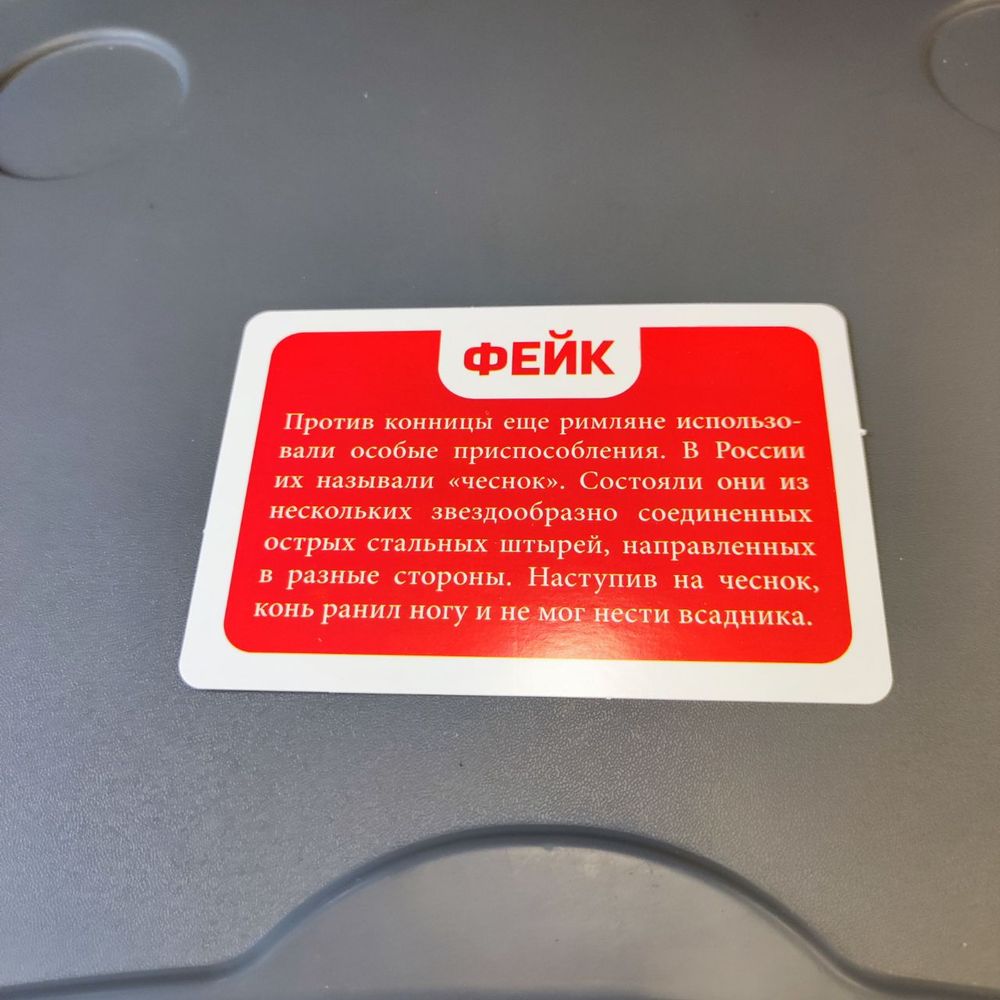 ФЕЙК
Против конницы еще римляне использо-
вали особые приспособления. В России
их называли «чеснок». Состояли они из
нескольких звездообразно соединенных
острых стальных штырей, направленных
в разные стороны. Наступив на чеснок,
конь ранил ногу и не мог нести всадника.